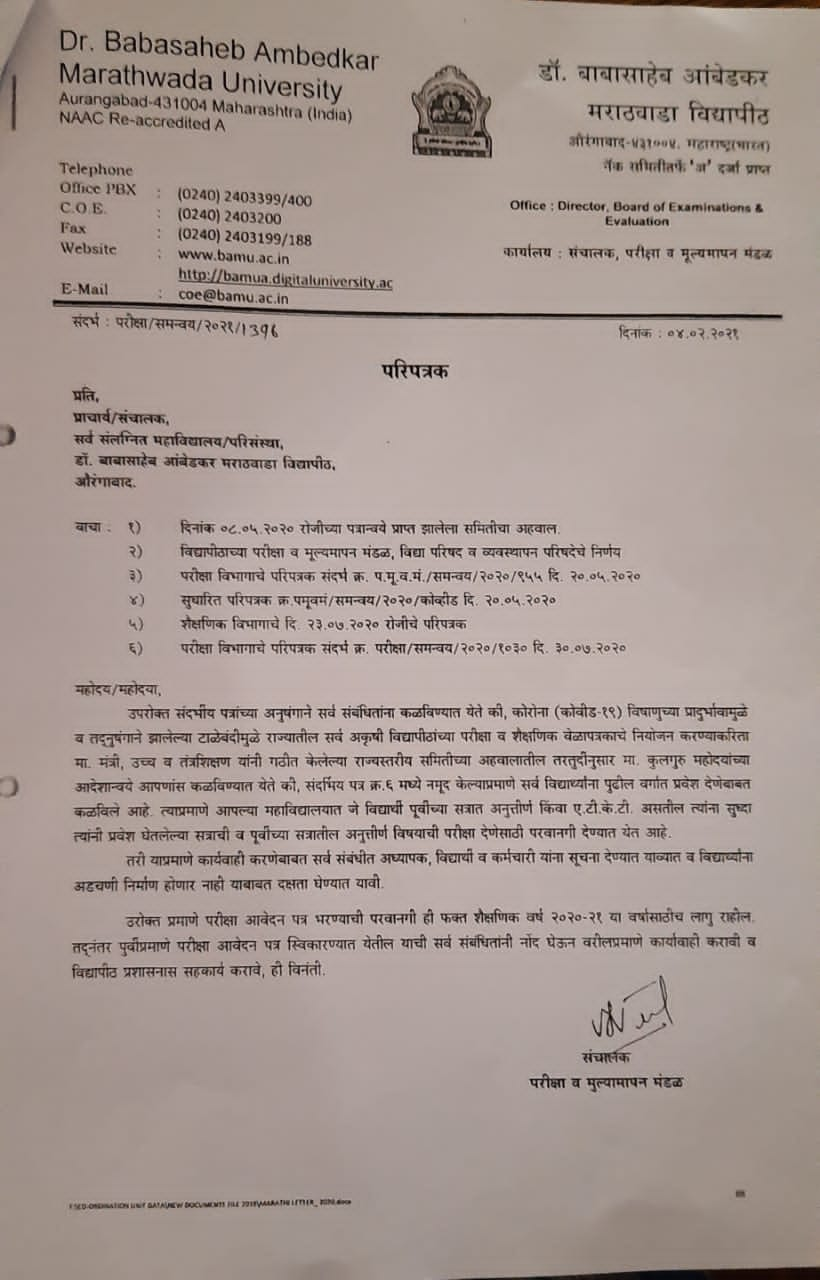 Dr. Babasaheb Ambedkar
Marathwada University
Aurangabad-431004 Maharashtra (India)
NAAC Re-accredited A
डॉ. बाबासाहेब आंबेडकर
मराठवाडा विद्यापीठ
औरंगाबाद-४३१००४, महाराष्ट्र(भारत)
नॅक समितीतर्फे 'अ' दर्जा प्राप्त
Telephone
Office PBX : (0240) 2403399/400
C.O.E. : (0240) 2403200
Fax : (0240) 2403199/188
Website : www.bamu.ac.in
http://bamua.digitaluniversity.ac
E-Mail : coe@bamu.ac.in
Office : Director, Board of Examinations &
Evaluation
कार्यालय : संचालक, परीक्षा व मूल्यमापन मंडळ
संदर्भ : परीक्षा/समन्वय/२०२१/1396
दिनांक : ०४.०२.२०२१
परिपत्रक
प्रति,
प्राचार्य/संचालक,
सर्व संलग्नित महाविद्यालय/परिसंस्था,
डॉ. बाबासाहेब आंबेडकर मराठवाडा विद्यापीठ,
औरंगाबाद.
वाचा : १) दिनांक ०८.०५.२०२० रोजीच्या पत्रान्वये प्राप्त झालेला समितीचा अहवाल.
२) विद्यापीठाच्या परीक्षा व मूल्यमापन मंडळ, विद्या परिषद व व्यवस्थापन परिषदेचे निर्णय
३) परीक्षा विभागाचे परिपत्रक संदर्भ क्र. प.मू.व.मं./समन्वय/२०२०/९५५ दि. २०.०५.२०२०
४) सुधारित परिपत्रक क्र.पमूवमं/समन्वय/२०२०/कोव्हीड दि. २०.०५.२०२०
५) शैक्षणिक विभागाचे दि. २३.०७.२०२० रोजीचे परिपत्रक
६) परीक्षा विभागाचे परिपत्रक संदर्भ क्र. परीक्षा/समन्वय/२०२०/१०३० दि. ३०.०७.२०२०
महोदय/महोदया,
उपरोक्त संदर्भीय पत्रांच्या अनुषंगाने सर्व संबंधितांना कळविण्यात येते की, कोरोना (कोवीड-१९) विषाणुच्या प्रादुर्भावामुळे
व तद्नुषंगाने झालेल्या टाळेबंदीमुळे राज्यातील सर्व अकृषी विद्यापीठांच्या परीक्षा व शैक्षणिक वेळापत्रकाचे नियोजन करण्याकरिता
मा. मंत्री, उच्च व तंत्रशिक्षण यांनी गठीत केलेल्या राज्यस्तरीय समितीच्या अहवालातील तरतुदीनुसार मा. कुलगुरु महोदयांच्या
आदेशान्वये आपणांस कळविण्यात येते की, संदर्भिय पत्र क्र.६ मध्ये नमूद केल्याप्रमाणे सर्व विद्यार्थ्यांना पुढील वर्गात प्रवेश देणेबाबत
कळविले आहे. त्याप्रमाणे आपल्या महाविद्यालयात जे विद्यार्थी पूर्वीच्या सत्रात अनुत्तीर्ण किंवा ए.टी.के.टी. असतील त्यांना सुध्दा
त्यांनी प्रवेश घेतलेल्या सत्राची व पूर्वीच्या सत्रातील अनुत्तीर्ण विषयाची परीक्षा देणेसाठी परवानगी देण्यात येत आहे.
तरी याप्रमाणे कार्यवाही करणेबाबत सर्व संबंधीत अध्यापक, विद्यार्थी व कर्मचारी यांना सूचना देण्यात याव्यात व विद्यार्थ्यांना
अडचणी निर्माण होणार नाही याबाबत दक्षता घेण्यात यावी.
उरोक्त प्रमाणे परीक्षा आवेदन पत्र भरण्याची परवानगी ही फक्त शैक्षणिक वर्ष २०२०-२१ या वर्षासाठीच लागु राहील.
तद्नंतर पुर्वीप्रमाणे परीक्षा आवेदन पत्र स्विकारण्यात येतील याची सर्व संबंधितांनी नोंद घेऊन वरीलप्रमाणे कार्यावाही करावी व
विद्यापीठ प्रशासनास सहकार्य करावे, ही विनंती.
संचालक
परीक्षा व मुल्यामापन मंडळ